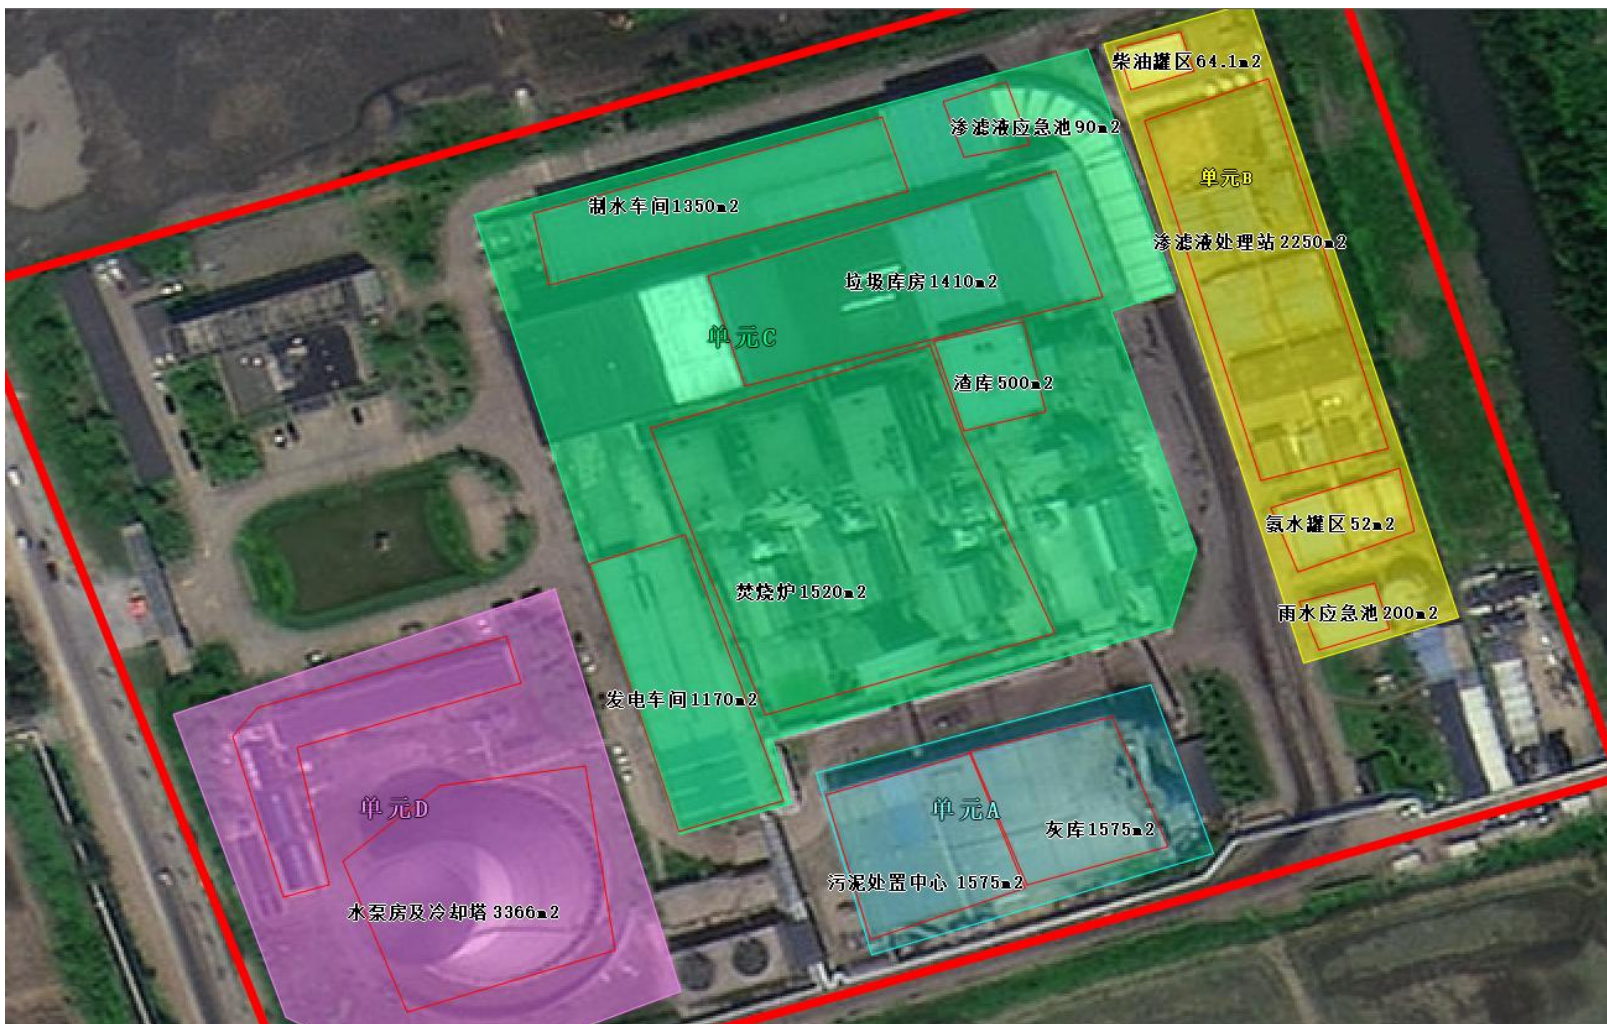 柴油罐区64.1m2
渗滤液应急池90m2
单元B
制水车间1350m2
渗滤液处理站2250m2
垃圾库房1410m2
单元C
渣库500m2
氨水罐区52m2
焚烧炉1520m2
雨水应急池200m2
发电车间1170m2
单元D
单元A
灰库1575m2
污泥处置中心 1575m2
水泵房及冷却塔3366m2